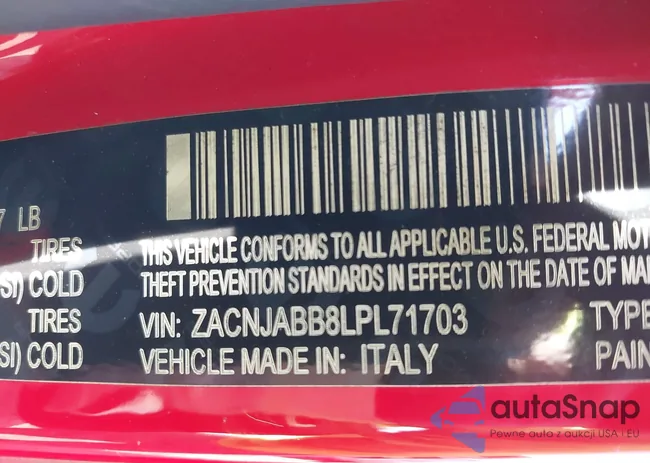 7 LB
TIRES
SI) COLD
TIRES
SI) COLD
THIS VEHICLE CONFORMS TO ALL APPLICABLE U.S. FEDERAL MOT
THEFT PREVENTION STANDARDS IN EFFECT ON THE DATE OF MA
VIN: ZACNJABB8LPL71703
TYPE
VEHICLE MADE IN: ITALY
PAIN
autaSnap
Pewne auta z aukcji USA i EU